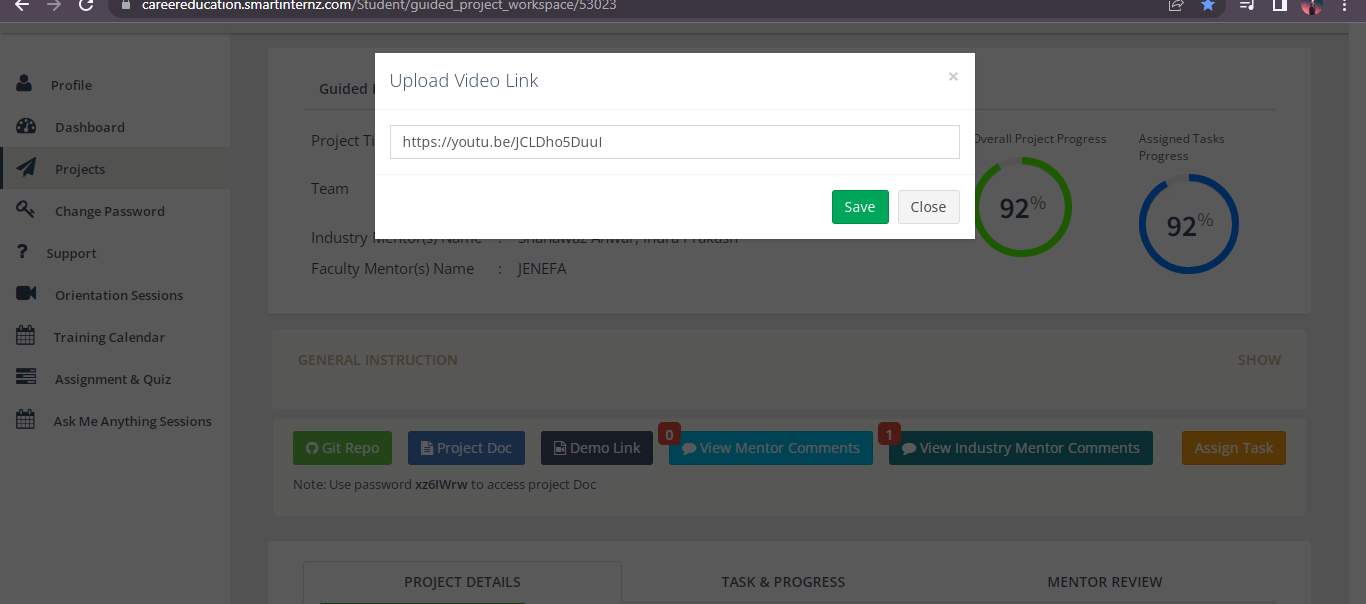 careereducation.smartinternz.com/Student/guided_project_workspace/53023
Profile
Dashboard
Projects
Change Password
Support
Orientation Sessions
Training Calendar
Assignment & Quiz
Ask Me Anything Sessions
Upload Video Link
×
https://youtu.be/JCLDho5DuuI
Save
Close
Guided
Project Ti
Team
Industry Mentor(s) Name : Shahawaz Anwar, Indra Prakash
Faculty Mentor(s) Name : JENEFA
Overall Project Progress
92%
Assigned Tasks
Progress
92%
GENERAL INSTRUCTION
SHOW
Git Repo
Project Doc
Demo Link
0
View Mentor Comments
1
View Industry Mentor Comments
Assign Task
Note: Use password xz6IWrw to access project Doc
PROJECT DETAILS
TASK & PROGRESS
MENTOR REVIEW